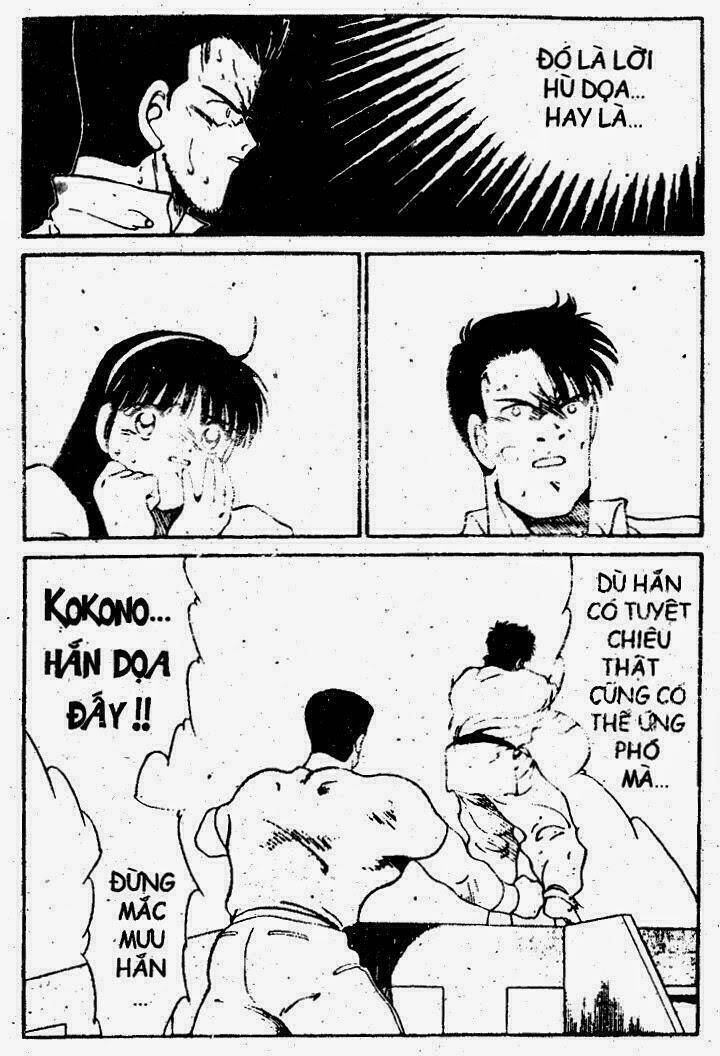 ĐÓ LÀ LỜI
HÙ DỌA...
HAY LÀ...
KOKONO...
HẮN DỌA
ĐẤY!!
DÙ HẮN
CÓ TUYỆT
CHIÊU
THẬT
CŨNG CÓ
THỂ ỨNG
PHÓ
MÀ...
ĐỪNG
MẮC
MƯU
HẮN
...